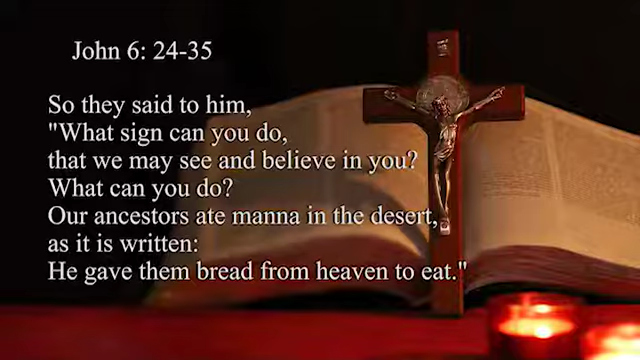 John 6: 24-35
So they said to him,
"What sign can you do,
that we may see and believe in you?
What can you do?
Our ancestors ate manna in the desert,
as it is written:
He gave them bread from heaven to eat."